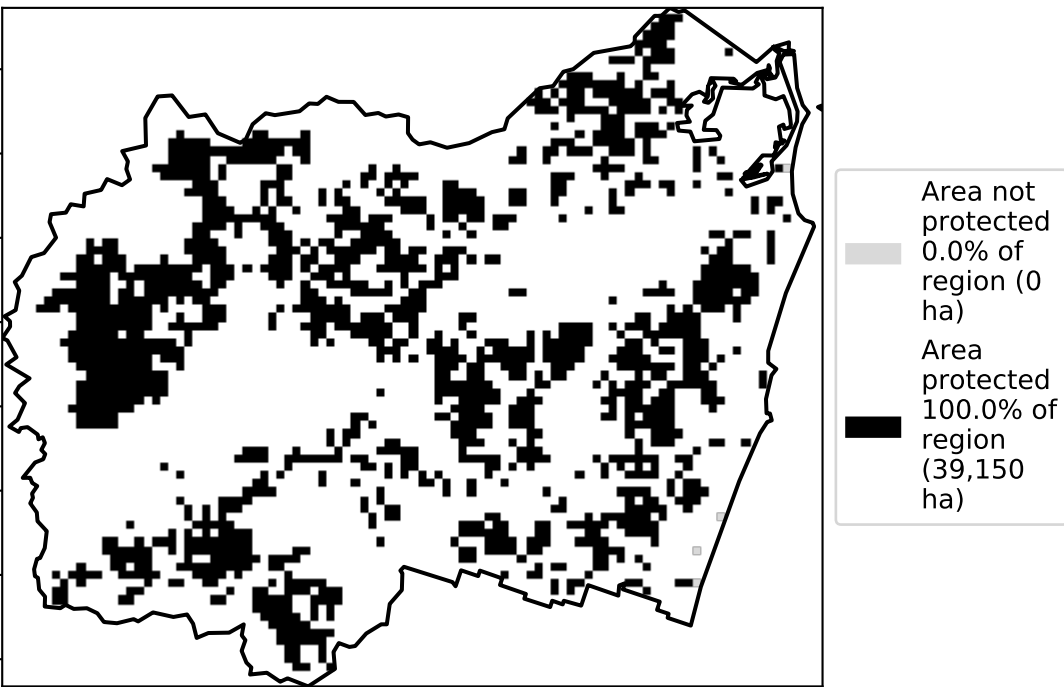 Area not
protected
0.0% of
region (0
ha)
Area
protected
100.0% of
region
(39,150
ha)